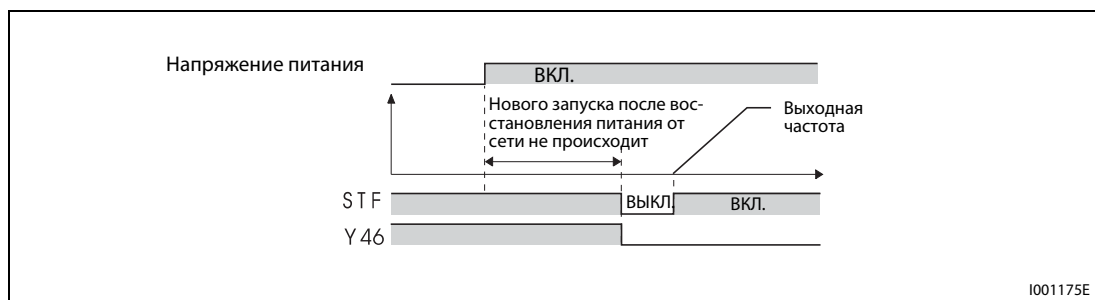 Напряжение питания
ВКЛ.
Нового запуска после вос-
становления питания от
сети не происходит
Выходная
частота
STF
ВЫКЛ.
ВКЛ.
Y46
I001175E